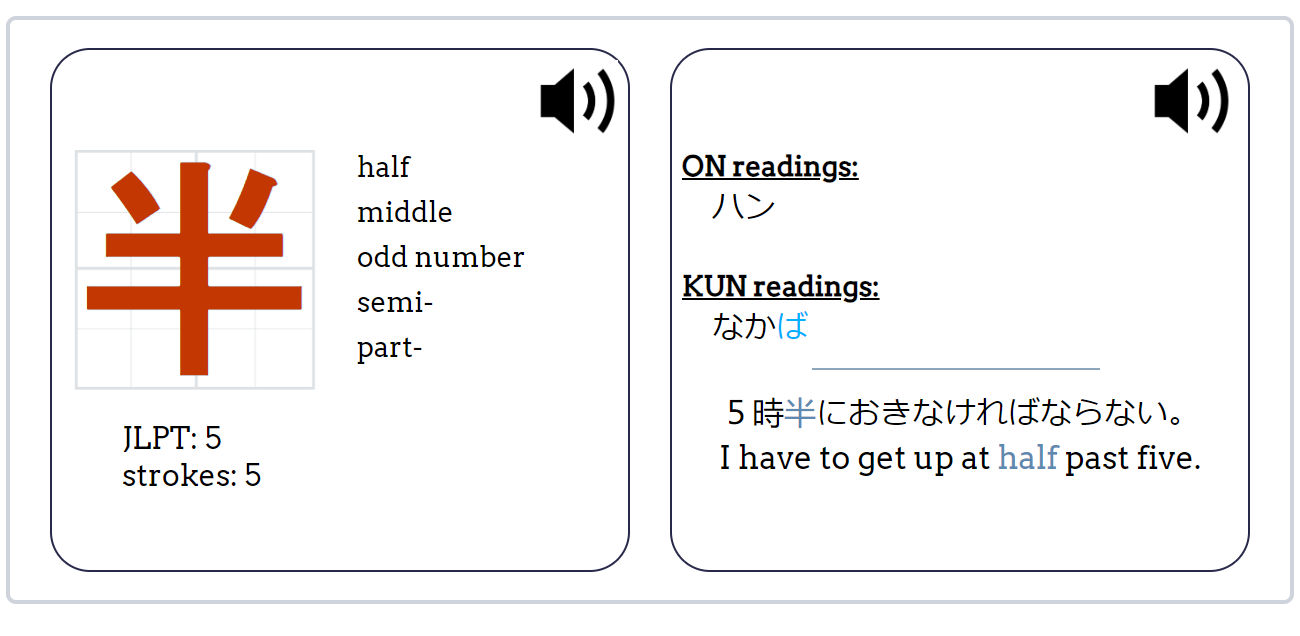 半
half
middle
odd number
semi-
part-
JLPT: 5
strokes: 5
ON readings:
ハン
KUN readings:
なかば
5時半におきなければならない。
I have to get up at half past five.